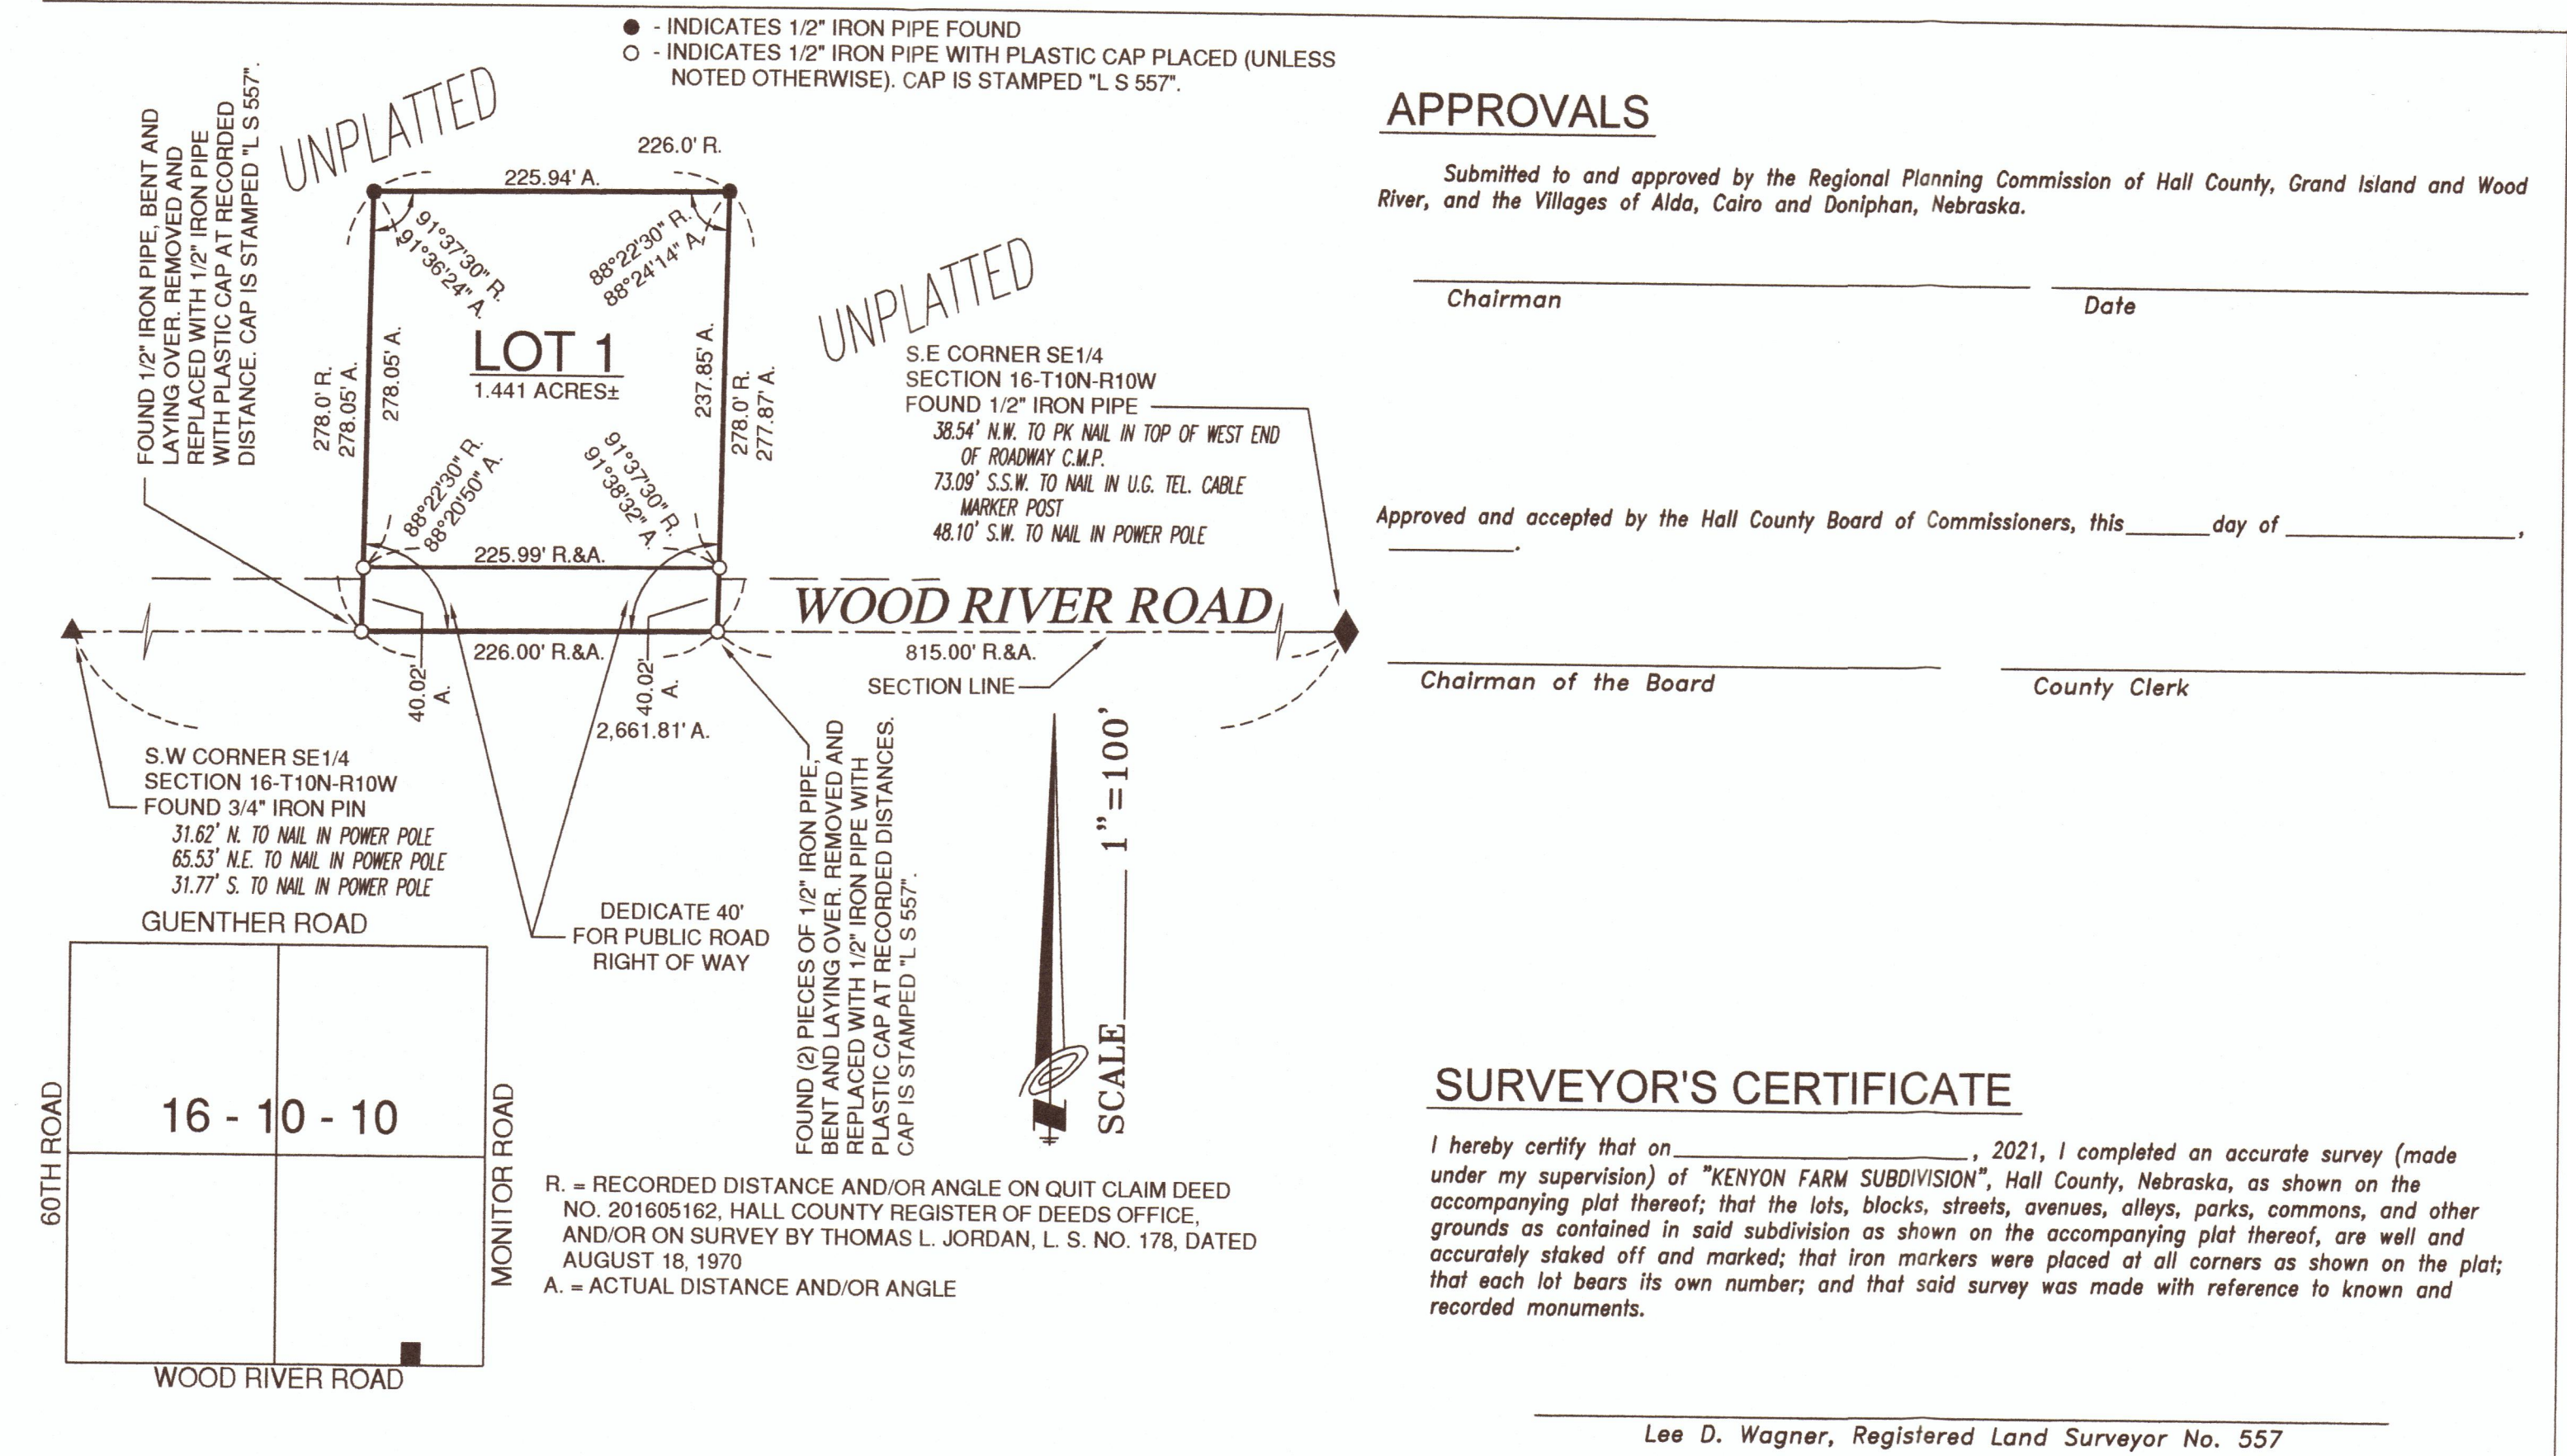 - INDICATES 1/2" IRON PIPE FOUND
- INDICATES 1/2" IRON PIPE WITH PLASTIC CAP PLACED (UNLESS
NOTED OTHERWISE). CAP IS STAMPED "L S 557".
FOUND 1/2" IRON PIPE, BENT AND
LAYING OVER. REMOVED AND
REPLACED WITH 1/2" IRON PIPE
WITH PLASTIC CAP AT RECORDED
DISTANCE. CAP IS STAMPED "L S 557".
UNPLATTED
226.0' R.
225.94' A.
91°37'30" R.
91°36'24" A.
88°22'30" R.
88°24'14" A.
LOT 1
1.441 ACRES±
278.0' R.
278.05' A.
278.05' A.
237.85' A.
278.0' R.
277.87' A.
88°22'30" R.
88°20'50" A.
91°37'30" R.
91°38'32" A.
225.99' R.&A.
UNPLATTED
S.E CORNER SE1/4
SECTION 16-T10N-R10W
FOUND 1/2" IRON PIPE
38.54' N.W. TO PK NAIL IN TOP OF WEST END
OF ROADWAY C.M.P.
73.09' S.S.W. TO NAIL IN U.G. TEL. CABLE
MARKER POST
48.10' S.W. TO NAIL IN POWER POLE
WOOD RIVER ROAD
226.00' R.&A.
815.00' R.&A.
40.02'
A.
40.02'
A.
SECTION LINE
2,661.81' A.
S.W CORNER SE1/4
SECTION 16-T10N-R10W
FOUND 3/4" IRON PIN
31.62' N. TO NAIL IN POWER POLE
65.53' N.E. TO NAIL IN POWER POLE
31.77' S. TO NAIL IN POWER POLE
DEDICATE 40'
FOR PUBLIC ROAD
RIGHT OF WAY
FOUND (2) PIECES OF 1/2" IRON PIPE,
BENT AND LAYING OVER. REMOVED AND
REPLACED WITH 1/2" IRON PIPE WITH
PLASTIC CAP AT RECORDED DISTANCES.
CAP IS STAMPED "L S 557".
N
SCALE 1"=100'
GUENTHER ROAD
60TH ROAD
16 - 10 - 10
MONITOR ROAD
WOOD RIVER ROAD
R. = RECORDED DISTANCE AND/OR ANGLE ON QUIT CLAIM DEED
NO. 201605162, HALL COUNTY REGISTER OF DEEDS OFFICE,
AND/OR ON SURVEY BY THOMAS L. JORDAN, L. S. NO. 178, DATED
AUGUST 18, 1970
A. = ACTUAL DISTANCE AND/OR ANGLE
APPROVALS
Submitted to and approved by the Regional Planning Commission of Hall County, Grand Island and Wood
River, and the Villages of Alda, Cairo and Doniphan, Nebraska.
Chairman Date
Approved and accepted by the Hall County Board of Commissioners, this______day of ________________,
_________.
Chairman of the Board County Clerk
SURVEYOR'S CERTIFICATE
I hereby certify that on____________________, 2021, I completed an accurate survey (made
under my supervision) of "KENYON FARM SUBDIVISION", Hall County, Nebraska, as shown on the
accompanying plat thereof; that the lots, blocks, streets, avenues, alleys, parks, commons, and other
grounds as contained in said subdivision as shown on the accompanying plat thereof, are well and
accurately staked off and marked; that iron markers were placed at all corners as shown on the plat;
that each lot bears its own number; and that said survey was made with reference to known and
recorded monuments.
Lee D. Wagner, Registered Land Surveyor No. 557